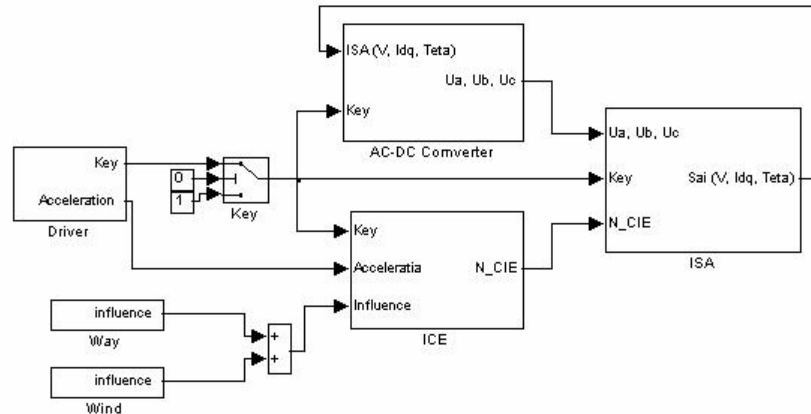 ISA (V, Idq, Teta)
Ua, Ub, Uc
Key
AC-DC Comverter
Ua, Ub, Uc
Key
Sai (V, Idq, Teta)
N_CIE
ISA
Key
Acceleration
Driver
0
1
Key
Key
Acceleratia
N_CIE
Influence
ICE
influence
Way
+
+
influence
Wind